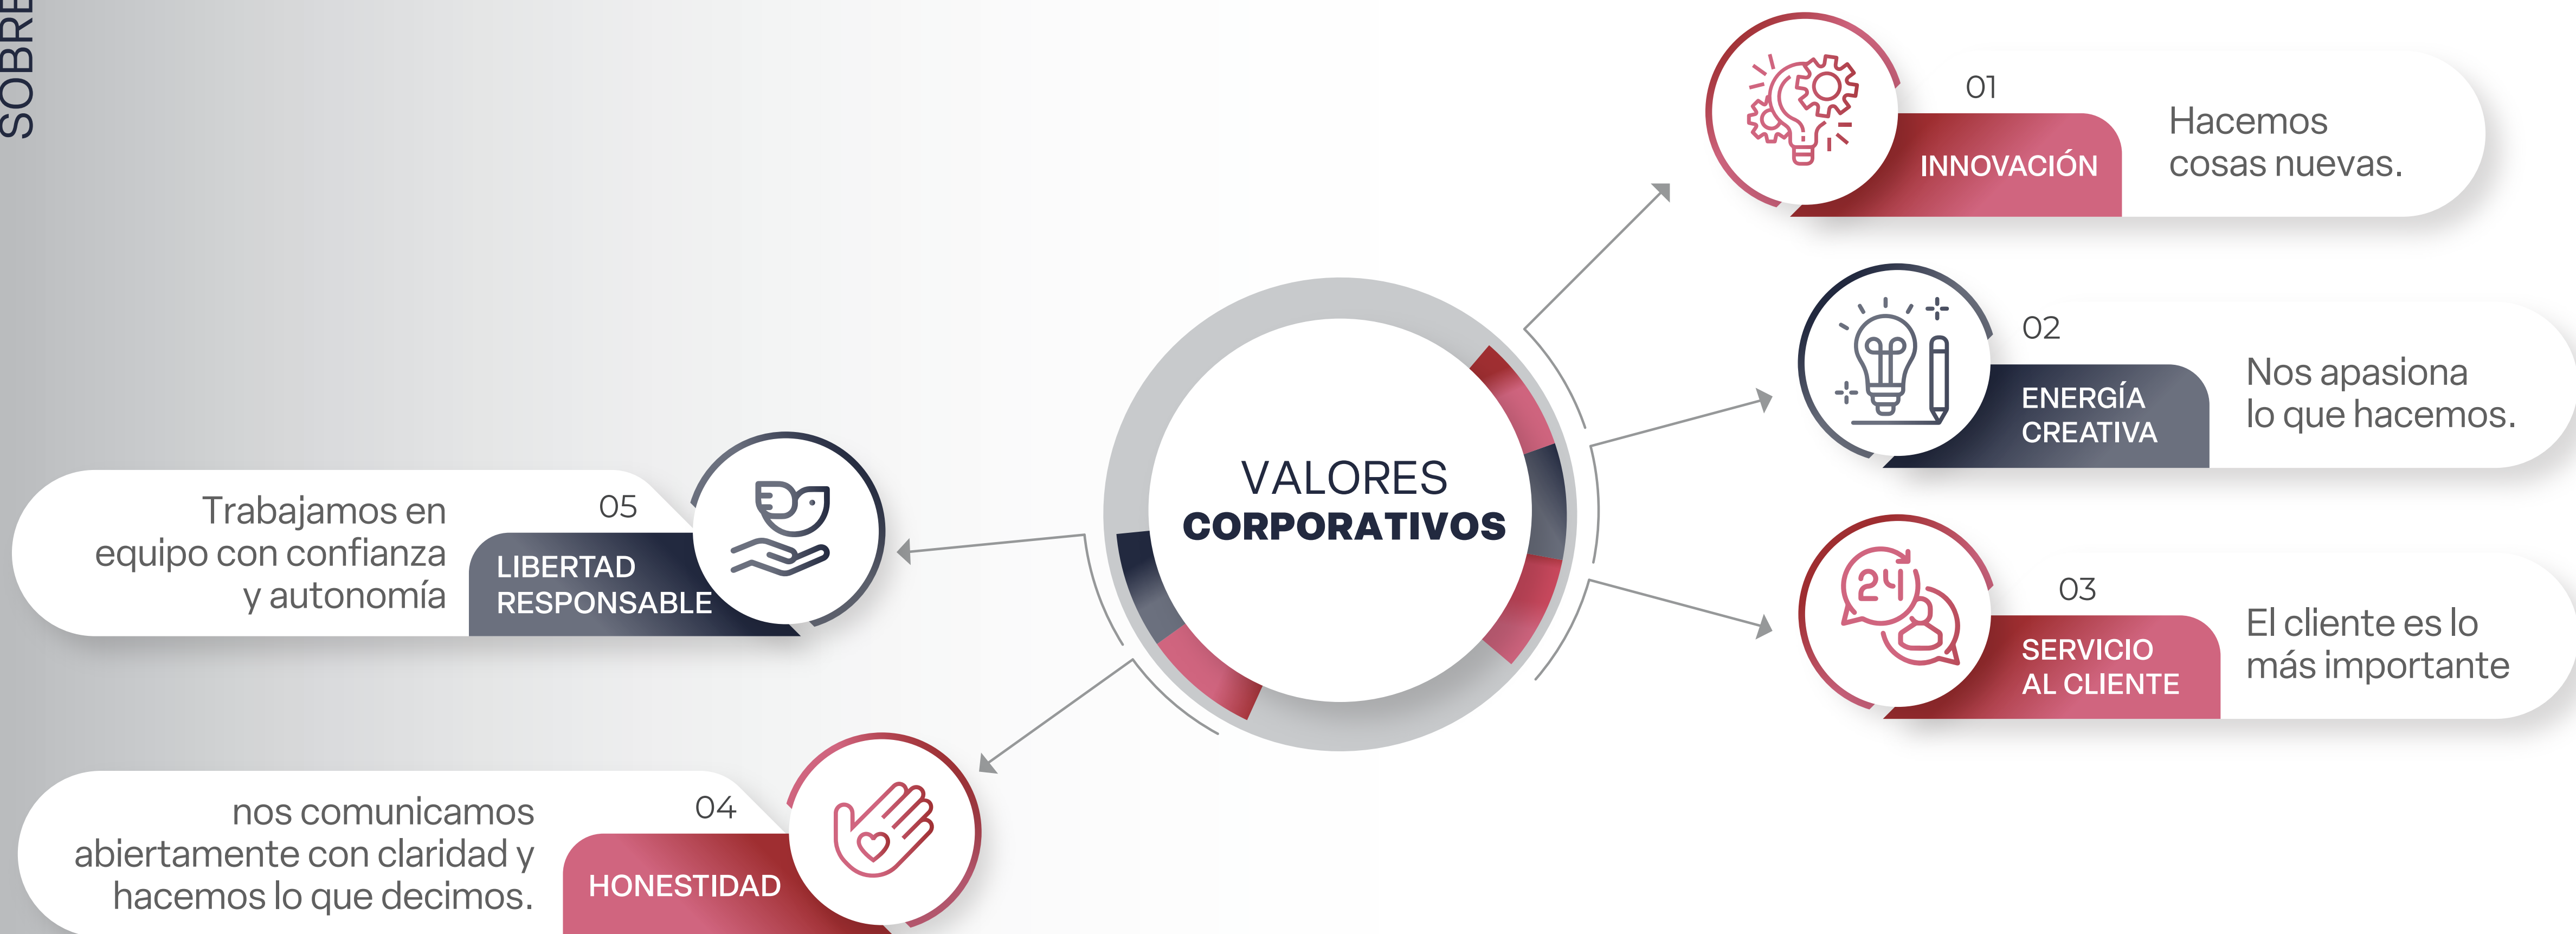 SOBRE
VALORES
CORPORATIVOS
01
INNOVACIÓN
Hacemos
cosas nuevas.
02
ENERGÍA
CREATIVA
Nos apasiona
lo que hacemos.
24
03
SERVICIO
AL CLIENTE
El cliente es lo
más importante
04
HONESTIDAD
nos comunicamos
abiertamente con claridad y
hacemos lo que decimos.
05
LIBERTAD
RESPONSABLE
Trabajamos en
equipo con confianza
y autonomía